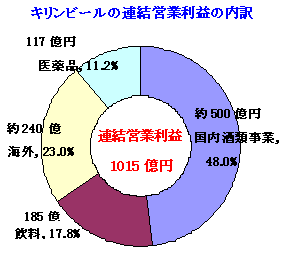 キリンビールの連結営業利益の内訳
117 億円
医薬品, 11.2%
約 500 億円
国内酒類事業,
48.0%
連結営業利益
1015 億円
約 240 億
海外, 23.0%
185 億
飲料, 17.8%